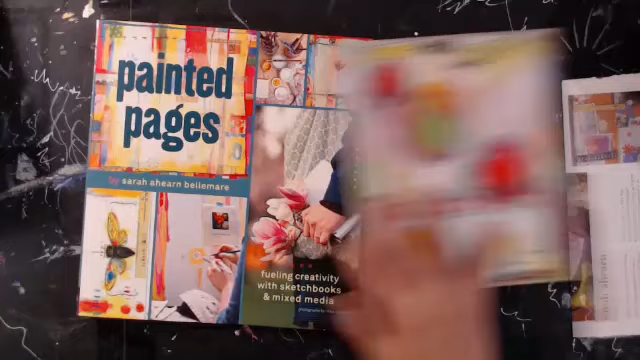 painted
pages
by sarah ahearn bellemare
fueling creativity
with sketchbooks
& mixed media